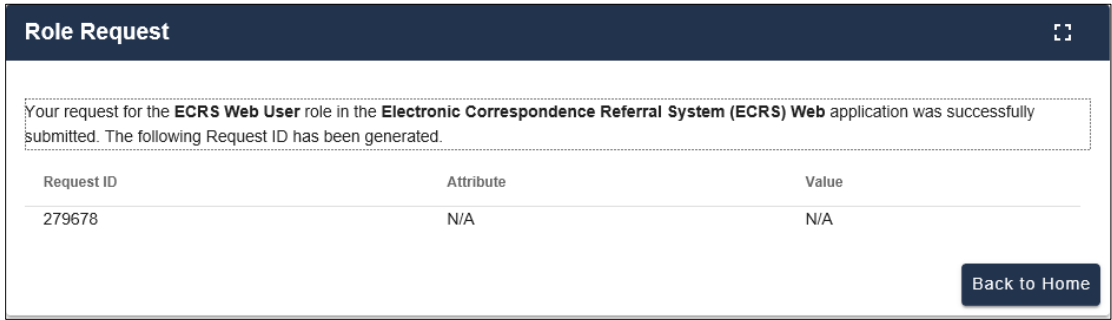 Role Request
Your request for the ECRS Web User role in the Electronic Correspondence Referral System (ECRS) Web application was successfully
submitted. The following Request ID has been generated.
Request ID Attribute Value
279678 N/A N/A
Back to Home